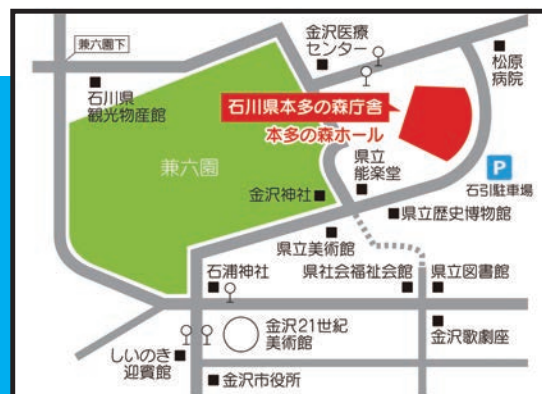 兼六園下
金沢医療
センター
松原
病院
石川県
観光物産館
石川県本多の森庁舎
本多の森ホール
兼六園
県立
能楽堂
P
石引駐車場
金沢神社
県立歴史博物館
県立美術館
石浦神社
県社会福祉会館
県立図書館
金沢21世紀
美術館
金沢歌劇座
しいのき
迎賓館
金沢市役所